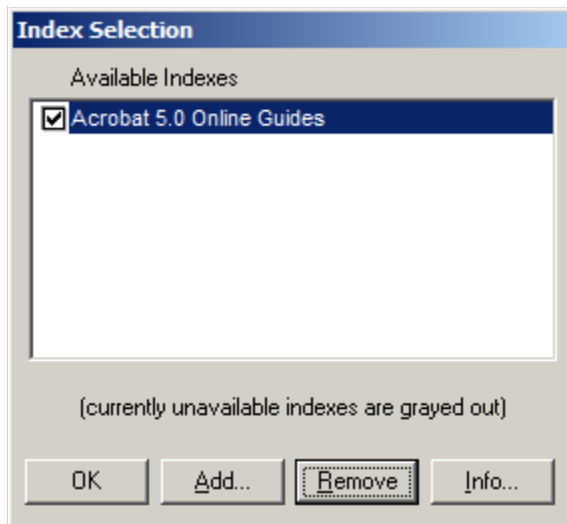 Index Selection
Available Indexes
Acrobat 5.0 Online Guides
(currently unavailable indexes are grayed out)
OK Add... Remove Info...